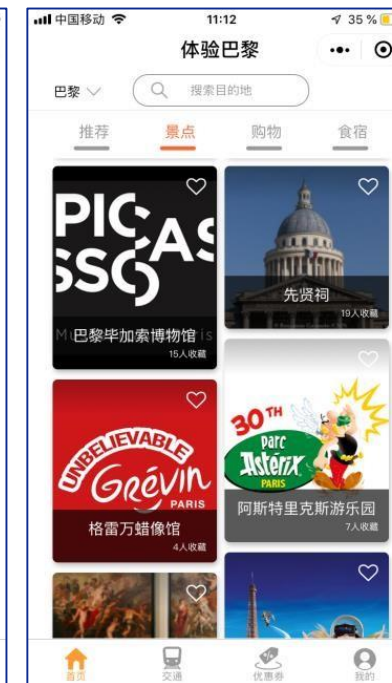 中国移动
11:12
35 %
体验巴黎
巴黎
搜索目的地
推荐
景点
购物
食宿
PIC
AS
SSO
巴黎毕加索博物馆
15人收藏
先贤祠
19人收藏
UNBELIEVABLE
Grévin
PARIS
格雷万蜡像馆
4人收藏
30TH
Parc
Astérix
PARIS
阿斯特里克斯游乐园
7人收藏
首页
交通
优惠券
我的